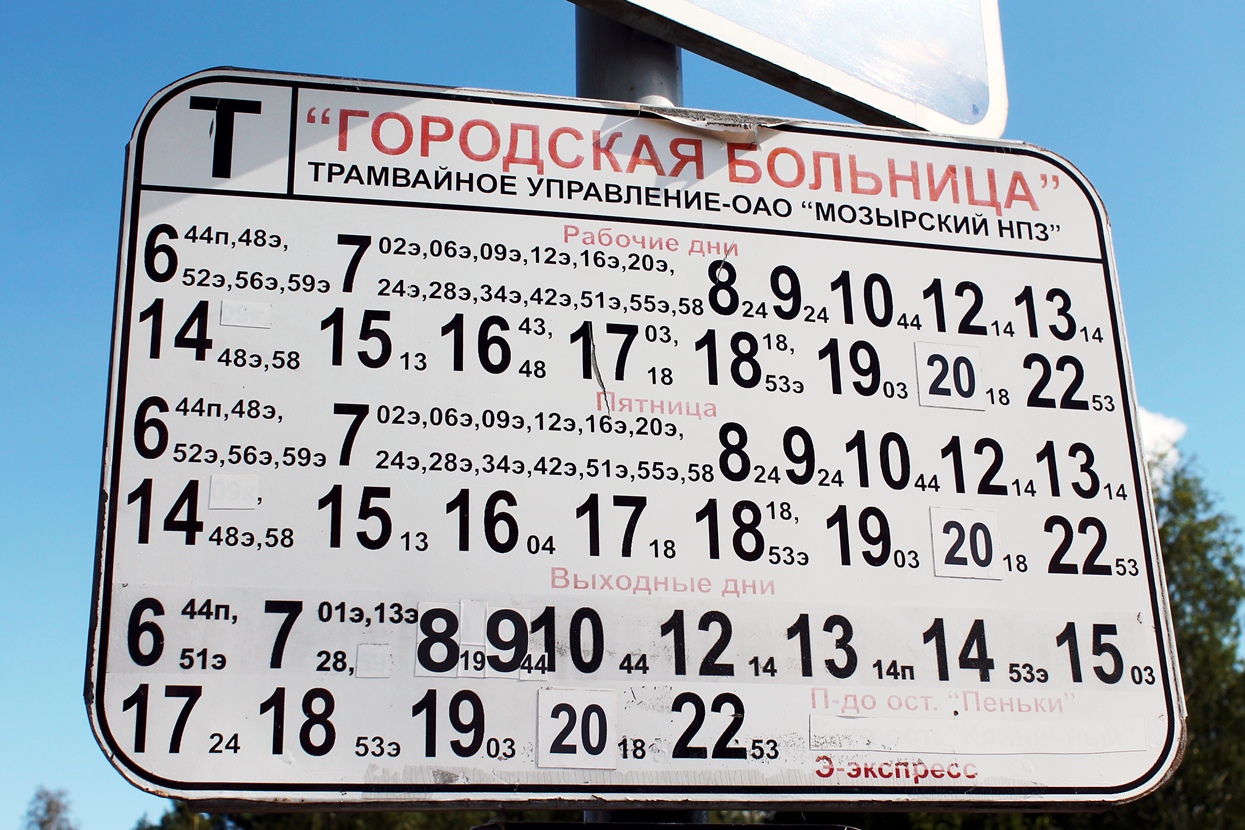 Т "ГОРОДСКАЯ БОЛЬНИЦА"
ТРАМВАЙНОЕ УПРАВЛЕНИЕ-ОАО "МОЗЫРСКИЙ НПЗ"
Рабочие дни
6 44п,48э, 52э,56э,59э 7 02э,06э,09э,12э,16э,20э, 24э,28э,34э,42э,51э,55э,58 8 24 9 24 10 44 12 14 13 14
14 48э,58 15 13 16 43, 48 17 03, 18 18 18, 53э 19 03 20 18 22 53
Пятница
6 44п,48э, 52э,56э,59э 7 02э,06э,09э,12э,16э,20э, 24э,28э,34э,42э,51э,55э,58 8 24 9 24 10 44 12 14 13 14
14 , 48э,58 15 13 16 04 17 18 18 18, 53э 19 03 20 18 22 53
Выходные дни
6 44п, 51э 7 01э,13э 28, 8 19 9 44 10 44 12 14 13 14п 14 53э 15 03
17 24 18 53э 19 03 20 18 22 53
П-до ост. "Пеньки"
Э-экспресс